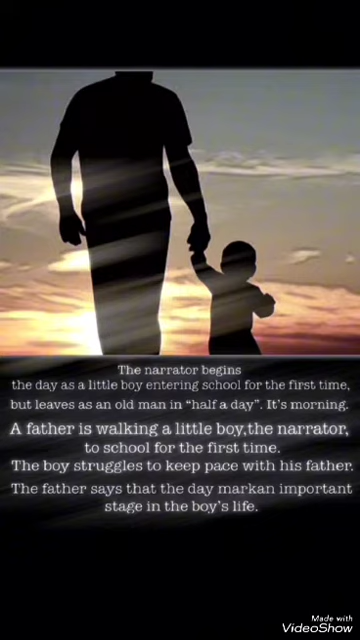 The narrator begins
the day as a little boy entering school for the first time,
but leaves as an old man in “half a day”. It’s morning.
A father is walking a little boy,the narrator,
to school for the first time.
The boy struggles to keep pace with his father.
The father says that the day markan important
stage in the boy’s life.
Made with
VideoShow